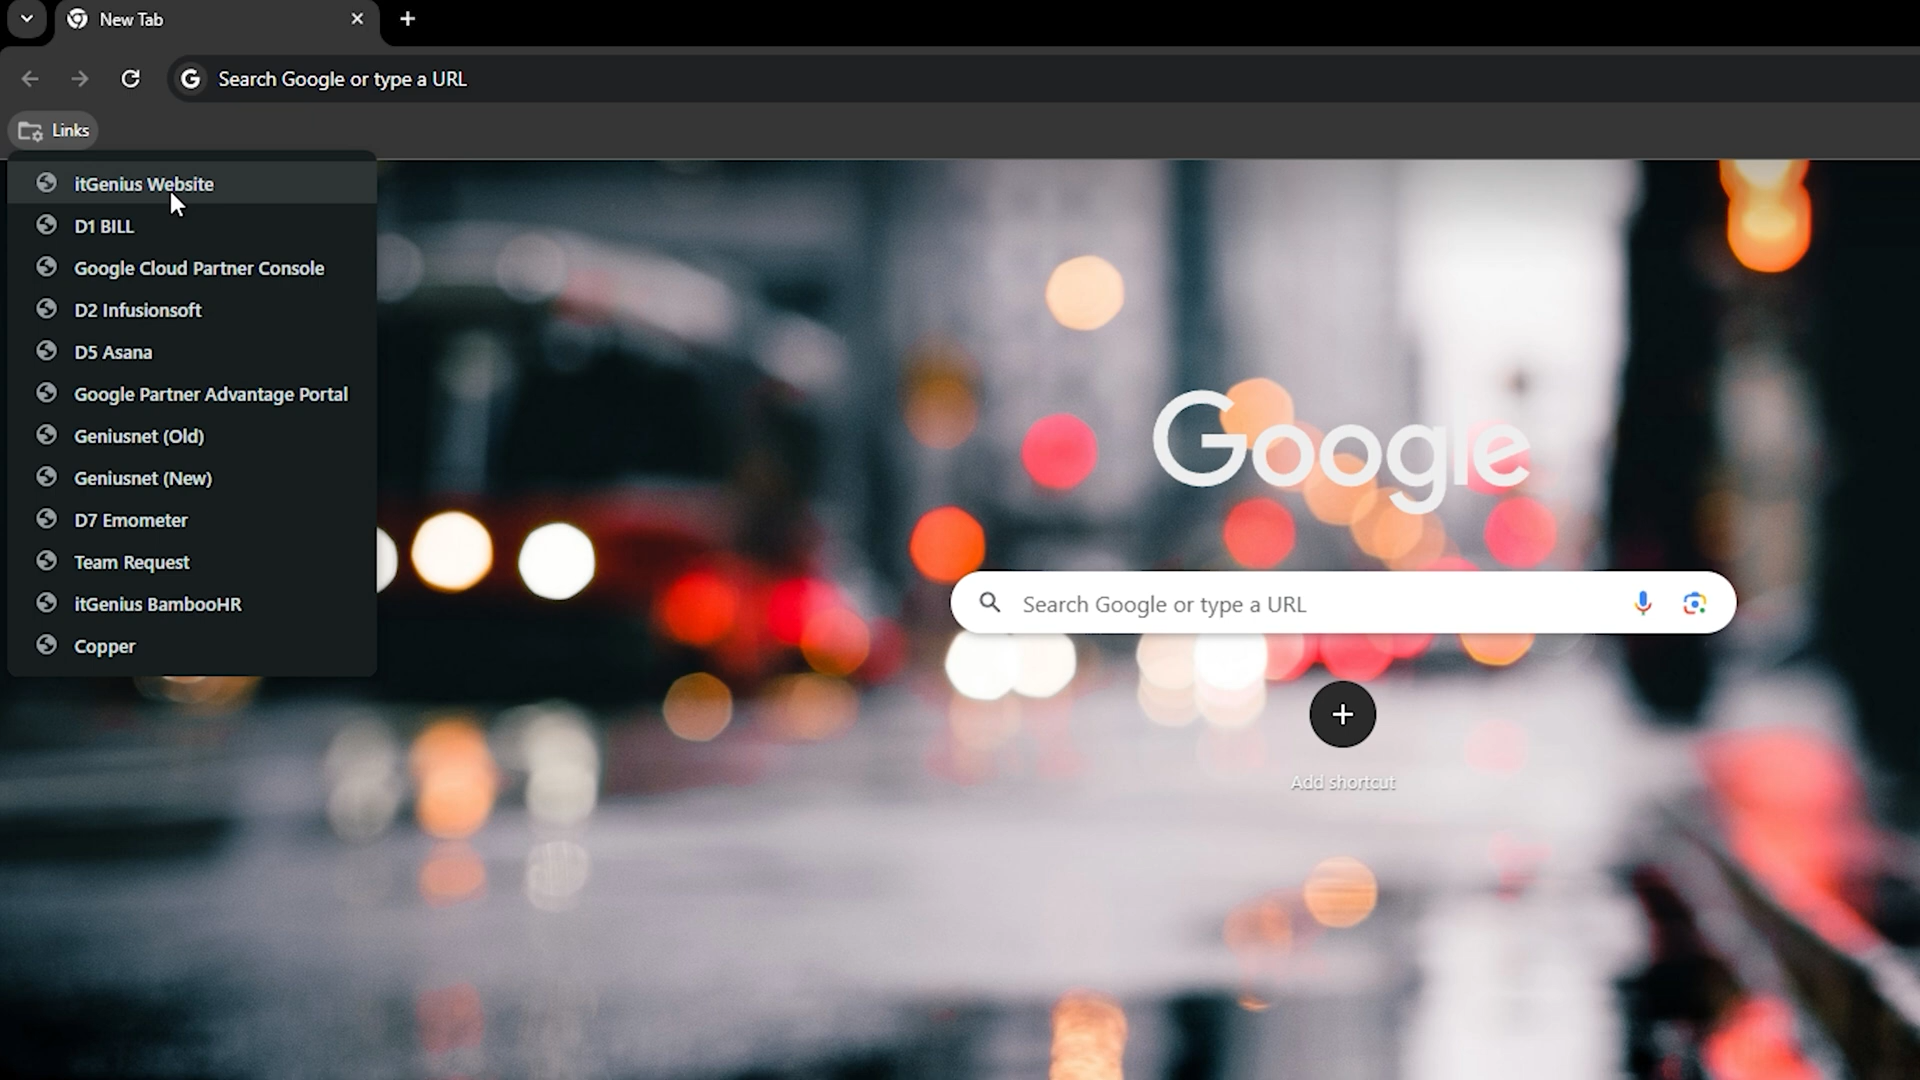 New Tab
Search Google or type a URL
Links
itGenius Website
D1 BILL
Google Cloud Partner Console
D2 Infusionsoft
D5 Asana
Google Partner Advantage Portal
Geniusnet (Old)
Geniusnet (New)
D7 Emometer
Team Request
itGenius BambooHR
Copper
Google
Search Google or type a URL
Add shortcut